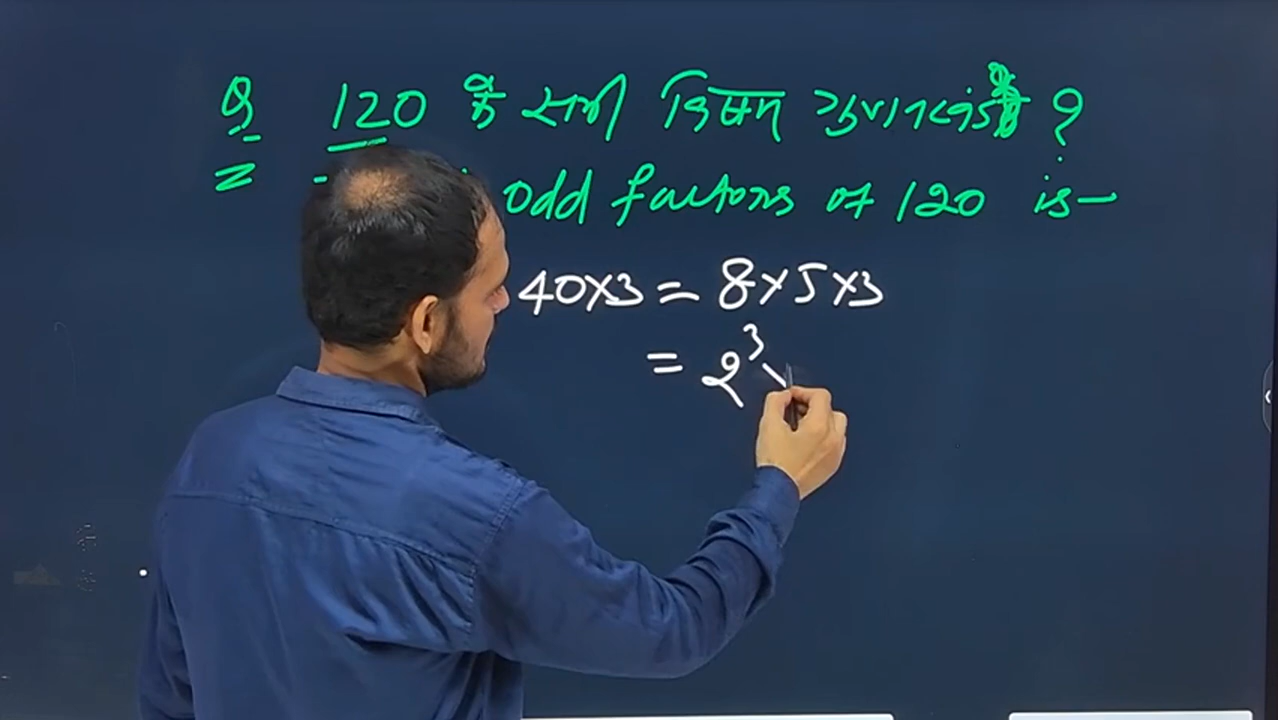 Q 120 के सभी विषम गुणनखंड ?
odd factors of 120 is-
40×3 = 8×5×3
= 2³×